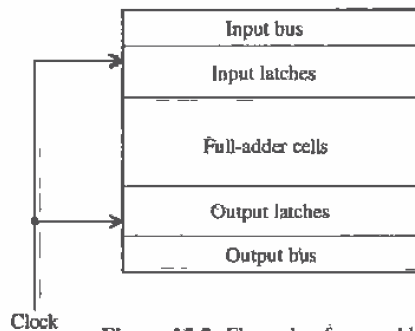 Input bus
Input latches
Full-adder cells
Output latches
Output bus
Clock